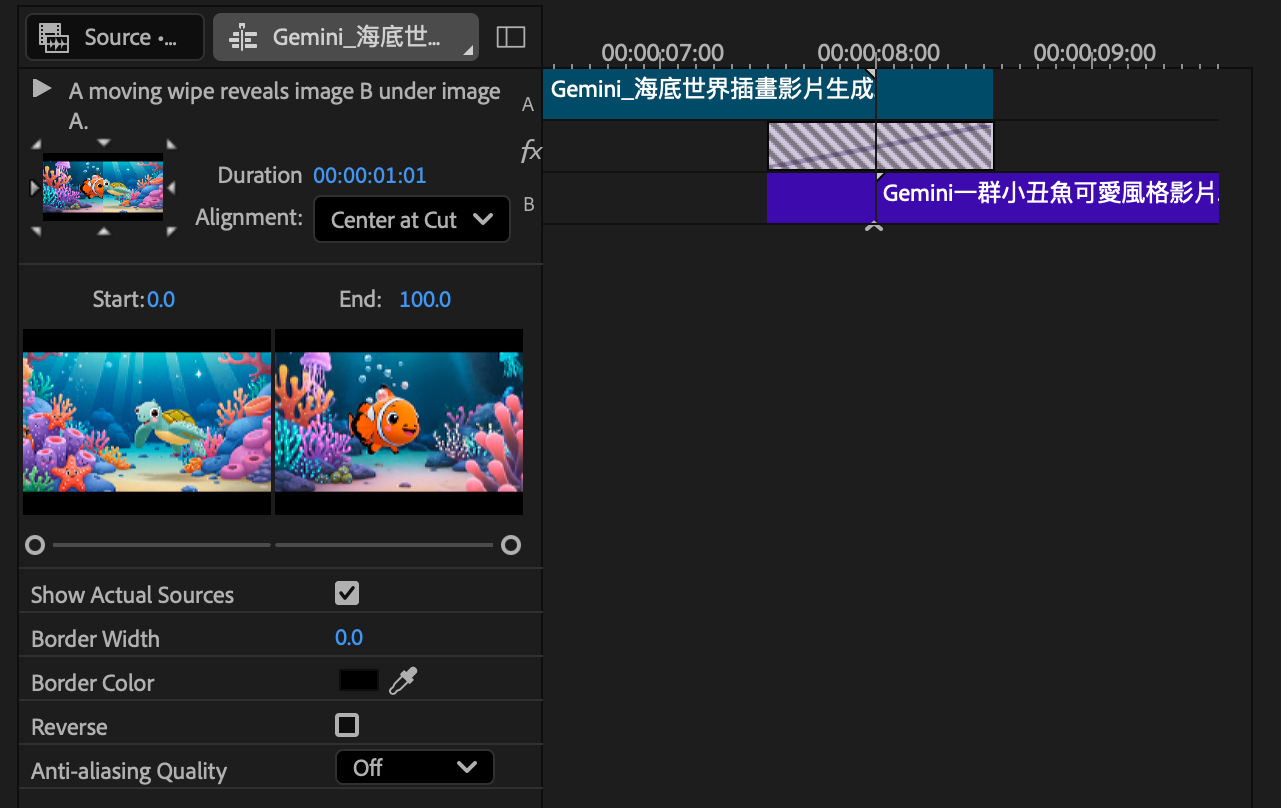 Source •...
Gemini_海底世...
00:00:07:00
00:00:08:00
00:00:09:00
A moving wipe reveals image B under image
A.
A
Gemini_海底世界插畫影片生成
fx
Duration 00:00:01:01
Alignment: Center at Cut
B
Gemini一群小丑魚可愛風格影片
Start: 0.0
End: 100.0
Show Actual Sources
Border Width 0.0
Border Color
Reverse
Anti-aliasing Quality Off